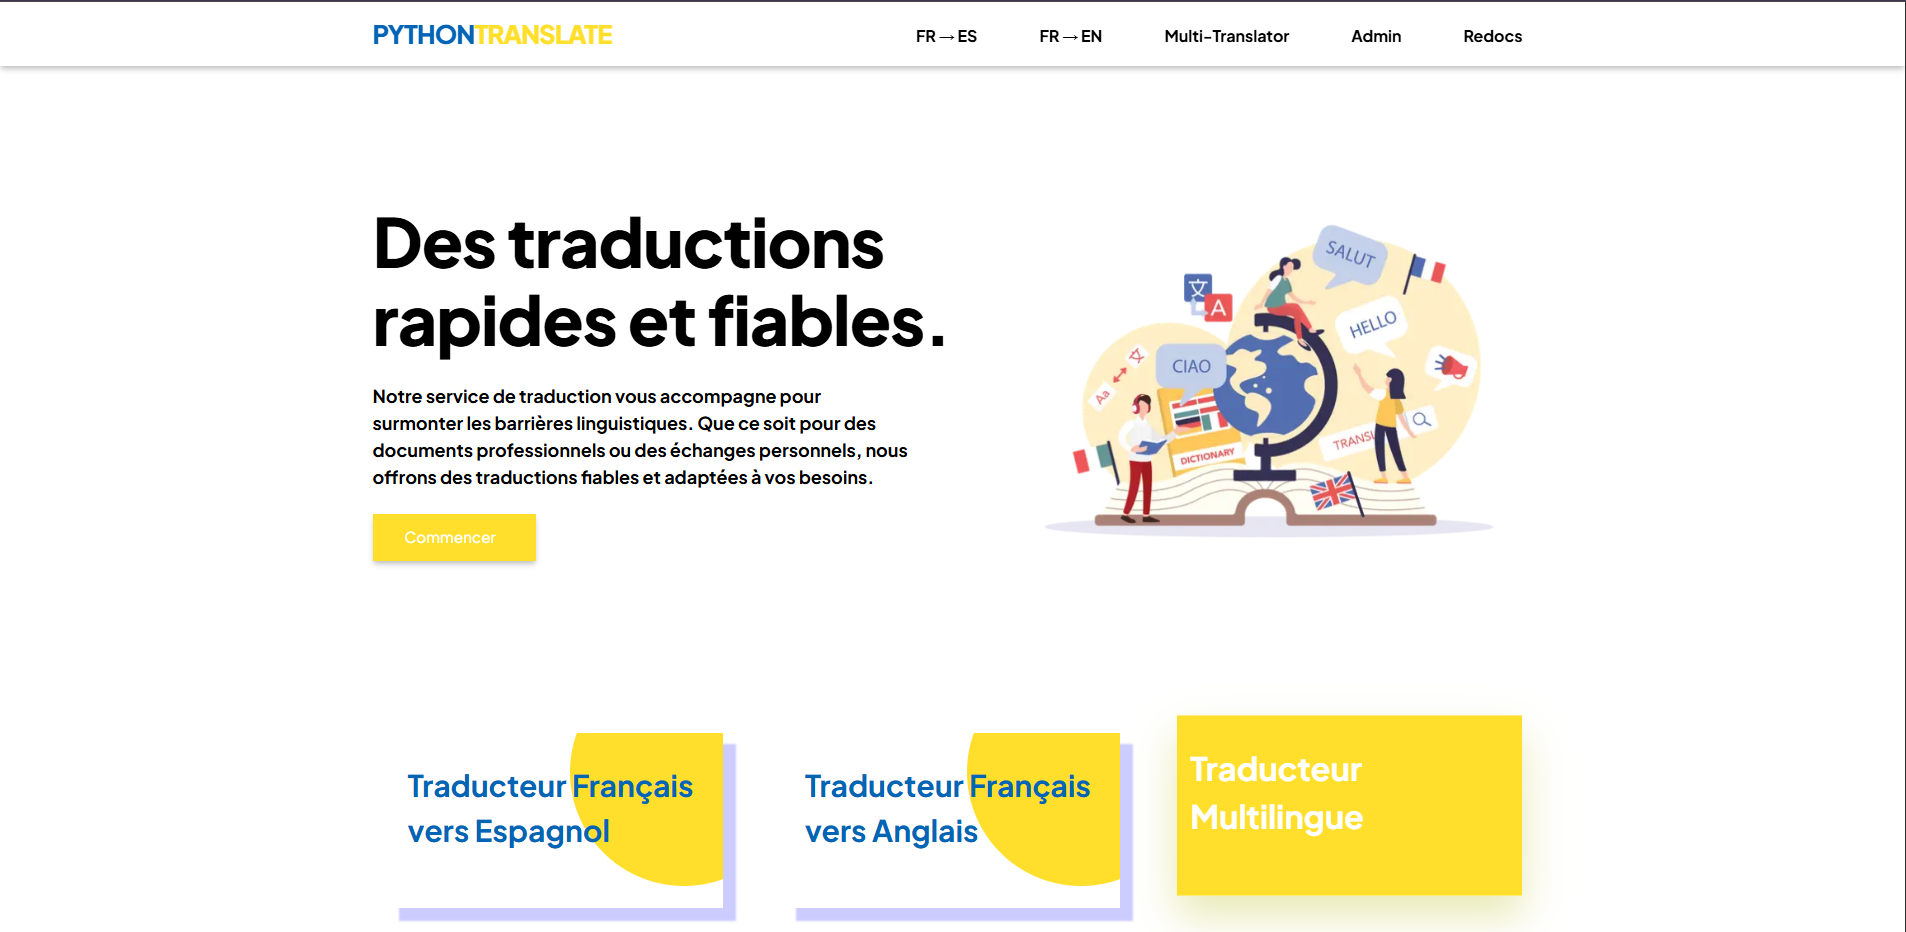 PYTHONTRANSLATE
FR → ES
FR → EN
Multi-Translator
Admin
Redocs
Des traductions
rapides et fiables.
Notre service de traduction vous accompagne pour
surmonter les barrières linguistiques. Que ce soit pour des
documents professionnels ou des échanges personnels, nous
offrons des traductions fiables et adaptées à vos besoins.
Commencer
SALUT
文
A
HELLO
CIAO
文
Aa
TRANSL
DICTIONARY
Traducteur Français
vers Espagnol
Traducteur Français
vers Anglais
Traducteur
Multilingue